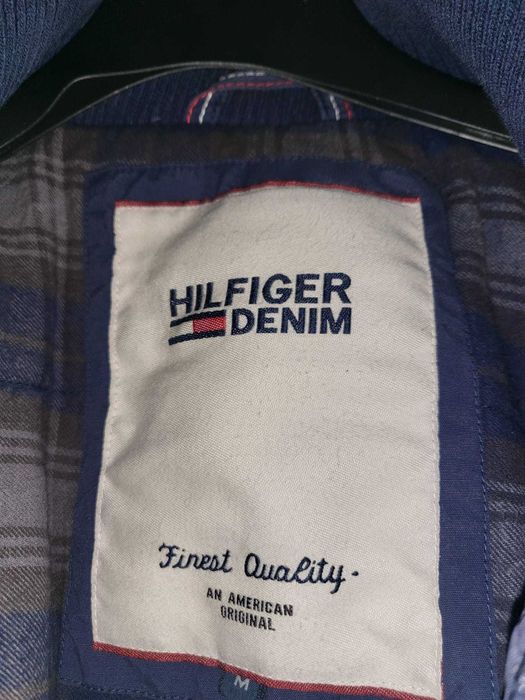 HILFIGER
DENIM
Finest Quality.
AN AMERICAN
ORIGINAL
M